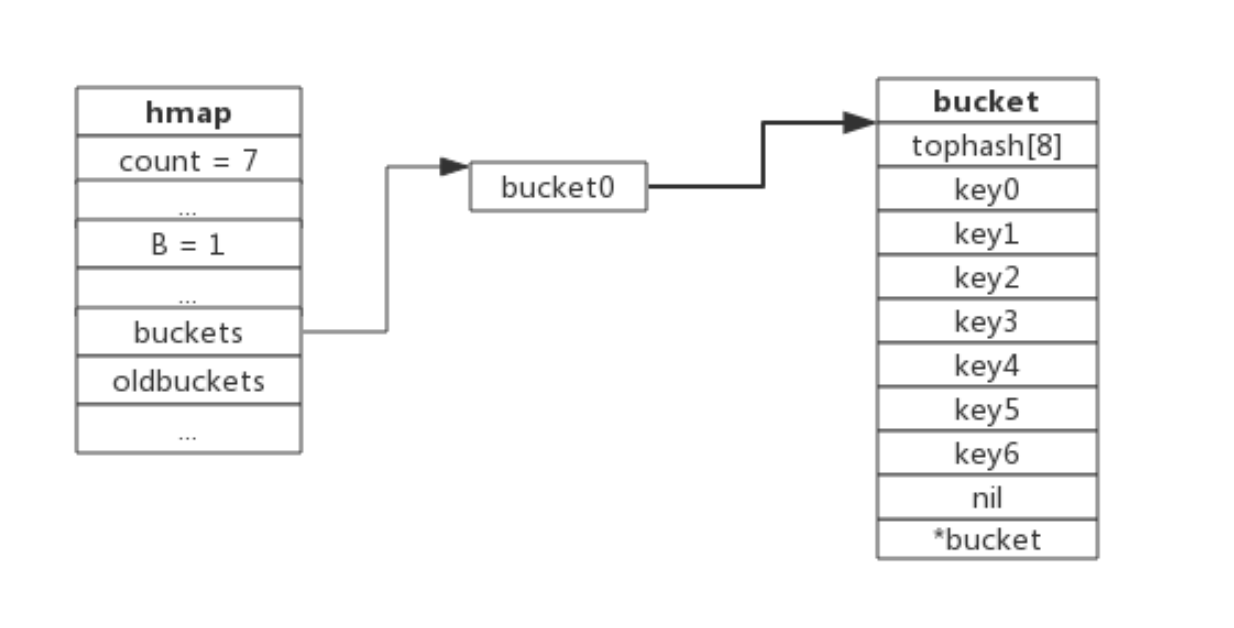 hmap
count = 7
...
B = 1
...
buckets
oldbuckets
...
bucket0
bucket
tophash[8]
key0
key1
key2
key3
key4
key5
key6
nil
*bucket